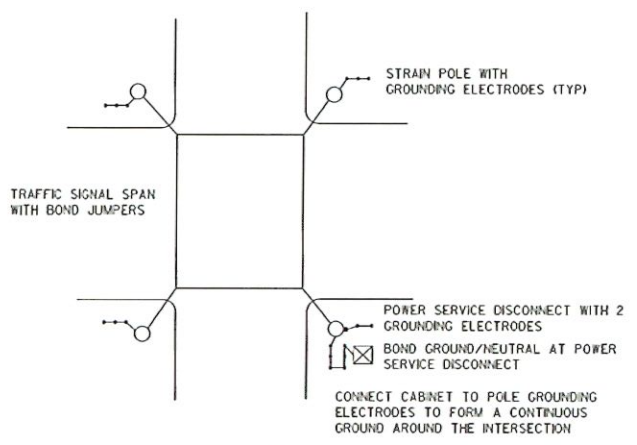 STRAIN POLE WITH
GROUNDING ELECTRODES (TYP)
TRAFFIC SIGNAL SPAN
WITH BOND JUMPERS
POWER SERVICE DISCONNECT WITH 2
GROUNDING ELECTRODES
BOND GROUND/NEUTRAL AT POWER
SERVICE DISCONNECT
CONNECT CABINET TO POLE GROUNDING
ELECTRODES TO FORM A CONTINUOUS
GROUND AROUND THE INTERSECTION